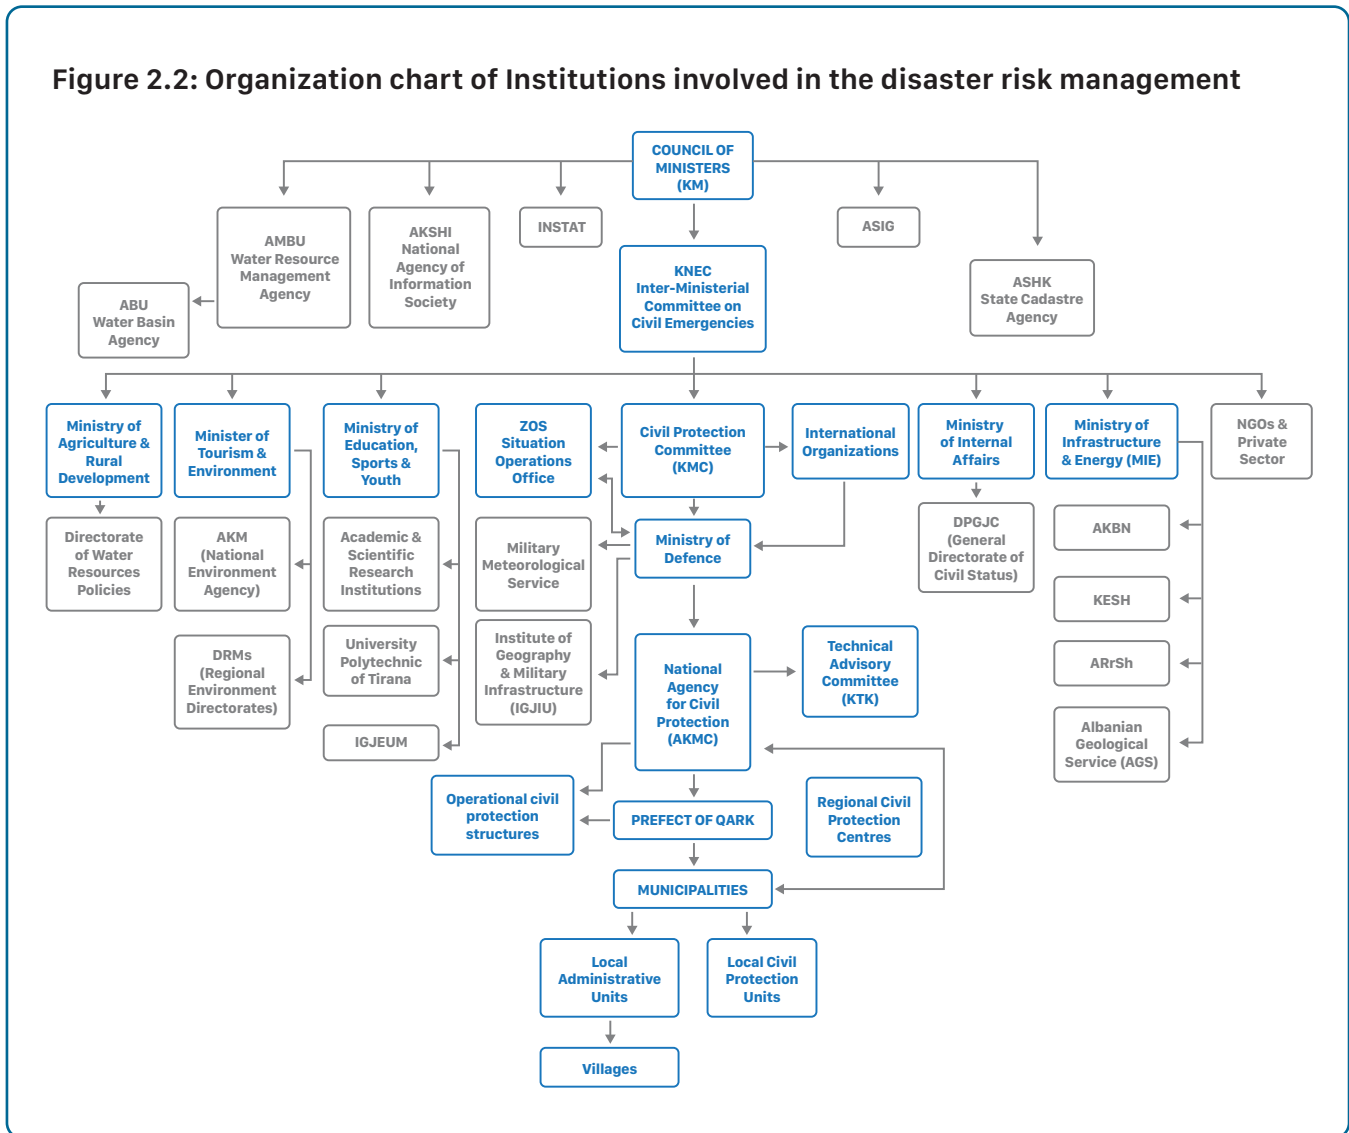 Figure 2.2: Organization chart of Institutions involved in the disaster risk management
COUNCIL OF
MINISTERS
(KM)
AMBU
Water Resource
Management
Agency
AKSHI
National
Agency of
Information
Society
INSTAT
ASIG
KNEC
Inter-Ministerial
Committee on
Civil Emergencies
ASHK
State Cadastre
Agency
ABU
Water Basin
Agency
Ministry of
Agriculture &
Rural
Development
Minister of
Tourism &
Environment
Ministry of
Education,
Sports &
Youth
ZOS
Situation
Operations
Office
Civil Protection
Committee
(KMC)
International
Organizations
Ministry
of Internal
Affairs
Ministry of
Infrastructure
& Energy (MIE)
NGOs &
Private
Sector
Directorate
of Water
Resources
Policies
AKM
(National
Environment
Agency)
Academic &
Scientific
Research
Institutions
Military
Meteorological
Service
Ministry of
Defence
DPGJC
(General
Directorate of
Civil Status)
AKBN
KESH
DRMs
(Regional
Environment
Directorates)
University
Polytechnic
of Tirana
Institute of
Geography
& Military
Infrastructure
(IGJIU)
National
Agency
for Civil
Protection
(AKMC)
Technical
Advisory
Committee
(KTK)
ARrSh
Albanian
Geological
Service (AGS)
IGJEUM
Operational civil
protection
structures
PREFECT OF QARK
Regional Civil
Protection
Centres
MUNICIPALITIES
Local
Administrative
Units
Local Civil
Protection
Units
Villages